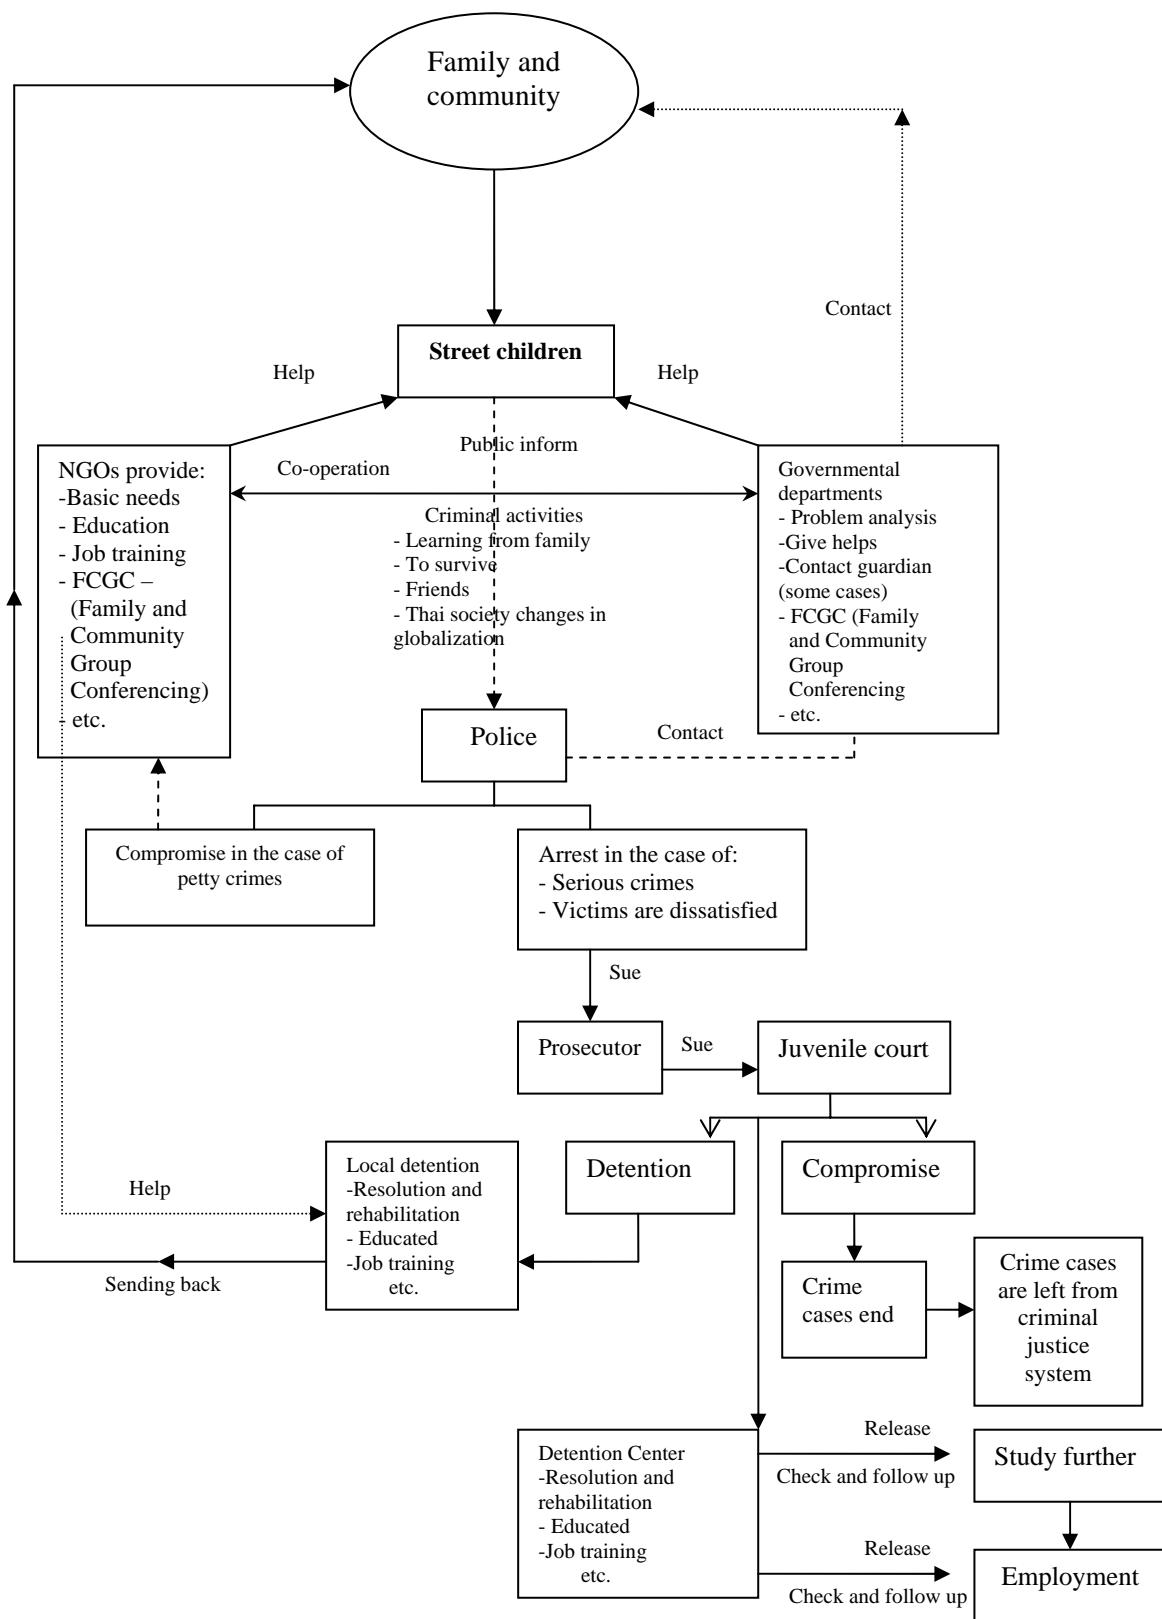 Family and
community
Contact
Street children
Help
Help
Public inform
Co-operation
NGOs provide:
-Basic needs
- Education
- Job training
- FCGC –
(Family and
Community
Group
Conferencing)
- etc.
Criminal activities
- Learning from family
- To survive
- Friends
- Thai society changes in
globalization
Governmental
departments
- Problem analysis
-Give helps
-Contact guardian
(some cases)
- FCGC (Family
and Community
Group
Conferencing
- etc.
Police
Contact
Compromise in the case of
petty crimes
Arrest in the case of:
- Serious crimes
- Victims are dissatisfied
Sue
Prosecutor
Sue
Juvenile court
Local detention
-Resolution and
rehabilitation
- Educated
-Job training
etc.
Help
Sending back
Detention
Compromise
Crime
cases end
Crime cases
are left from
criminal
justice
system
Detention Center
-Resolution and
rehabilitation
- Educated
-Job training
etc.
Release
Check and follow up
Study further
Release
Check and follow up
Employment